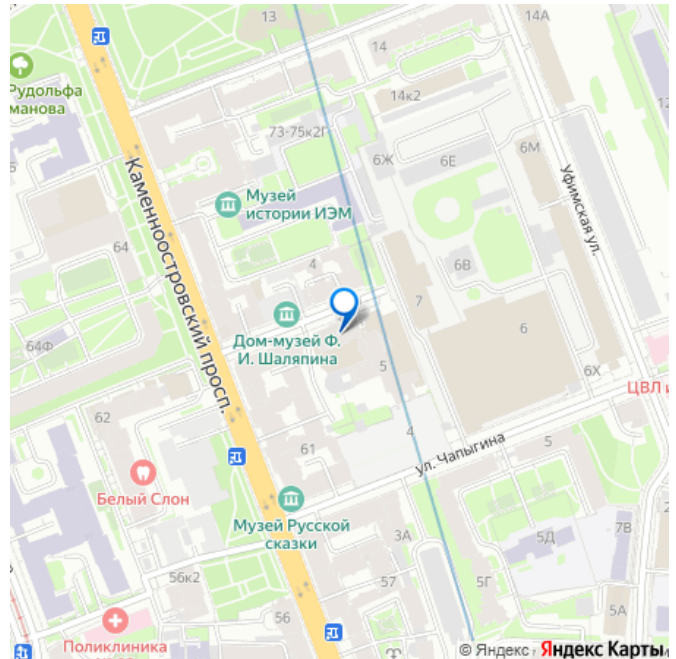 13
14А
14
Рудольфа
манова
14к2
12
73-75к2Г
6Ж
6Е
6М
Уфимская ул.
Каменноостровский просп.
Музей
истории ИЭМ
64
4
6В
7
6
Дом-музей Ф.
И. Шаляпина
64Ф
5
6Х
ЦВЛ и
62
4
61
ул. Чапыгина
5
Белый Слон
Музей Русской
сказки
3А
5Д
7В
2
56к2
57
5Г
56
5А
Поликлиника
© Яндекс
Яндекс Карты